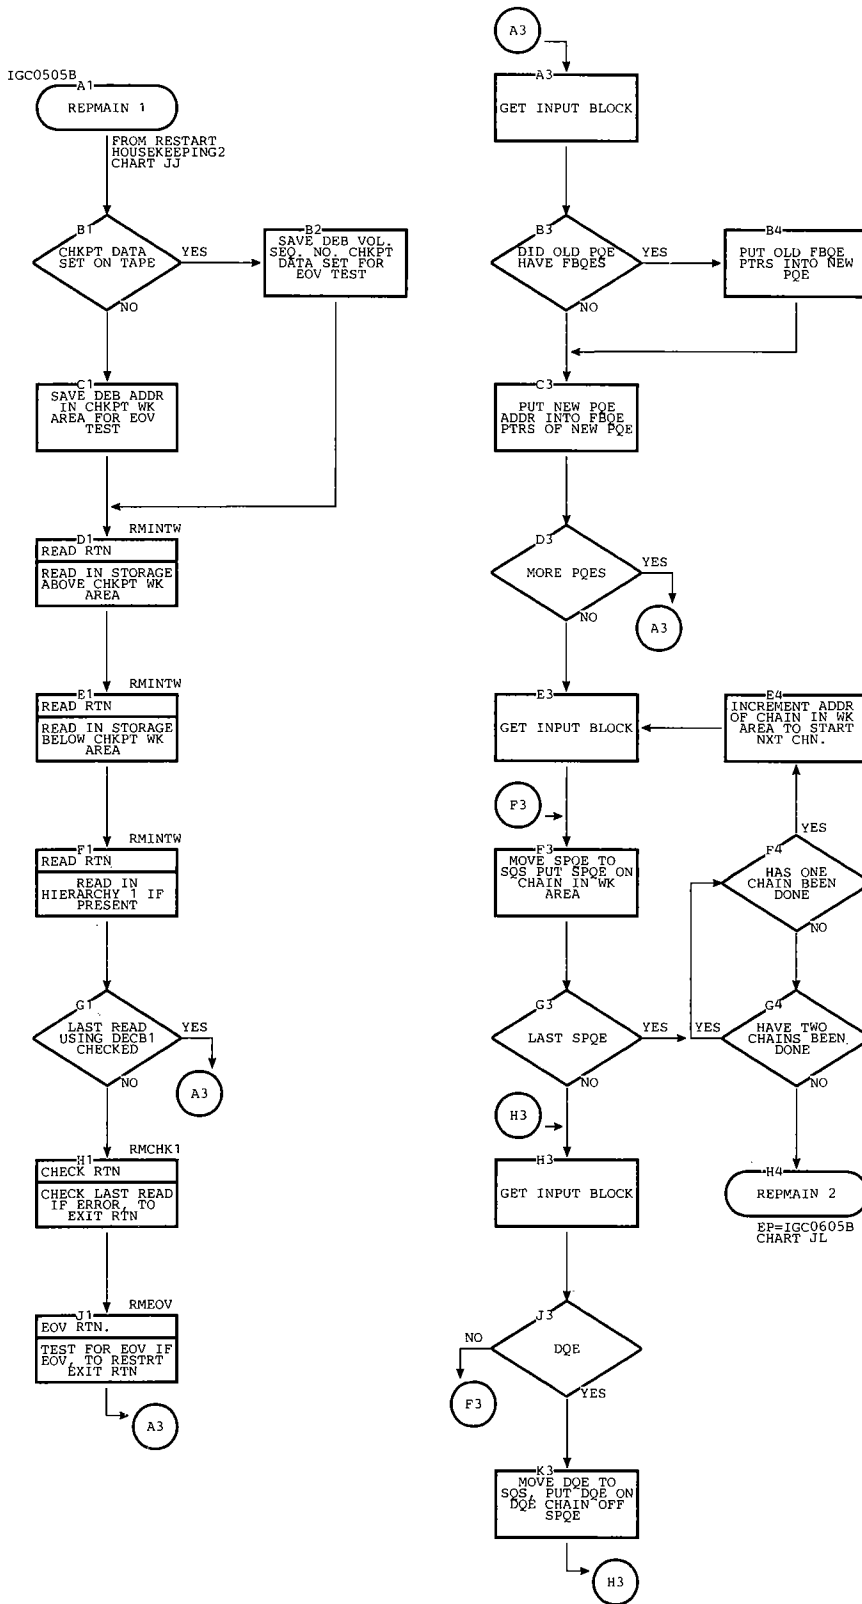 IGC0505B
A1
REPMAIN 1
FROM RESTART
HOUSEKEEPING2
CHART JJ
B1
CHKPT DATA
SET ON TAPE
YES
NO
B2
SAVE DEB VOL.
SEQ. NO. CHKPT
DATA SET FOR
EOV TEST
C1
SAVE DEB ADDR
IN CHKPT WK
AREA FOR EOV
TEST
RMINTW
D1
READ RTN
READ IN STORAGE
ABOVE CHKPT WK
AREA
RMINTW
E1
READ RTN
READ IN STORAGE
BELOW CHKPT WK
AREA
RMINTW
F1
READ RTN
READ IN
HIERARCHY 1 IF
PRESENT
G1
LAST READ
USING DECB1
CHECKED
YES
NO
A3
RMCHK1
H1
CHECK RTN
CHECK LAST READ
IF ERROR, TO
EXIT RTN
RMEOV
J1
EOV RTN.
TEST FOR EOV IF
EOV, TO RESTRT
EXIT RTN
A3
A3
A3
GET INPUT BLOCK
B3
DID OLD PQE
HAVE FBQES
YES
NO
B4
PUT OLD FBQE
PTRS INTO NEW
PQE
C3
PUT NEW PQE
ADDR INTO FBQE
PTRS OF NEW PQE
D3
MORE PQES
YES
NO
A3
E3
GET INPUT BLOCK
E4
INCREMENT ADDR
OF CHAIN IN WK
AREA TO START
NXT CHN.
F3
F3
MOVE SPQE TO
SQS PUT SPQE ON
CHAIN IN WK
AREA
YES
F4
HAS ONE
CHAIN BEEN
DONE
NO
G3
LAST SPQE
YES
NO
G4
YES
HAVE TWO
CHAINS BEEN
DONE
NO
H3
H3
GET INPUT BLOCK
H4
REPMAIN 2
EP=IGC0605B
CHART JL
J3
DQE
NO
YES
F3
K3
MOVE DQE TO
SQS, PUT DQE ON
DQE CHAIN OFF
SPQE
H3